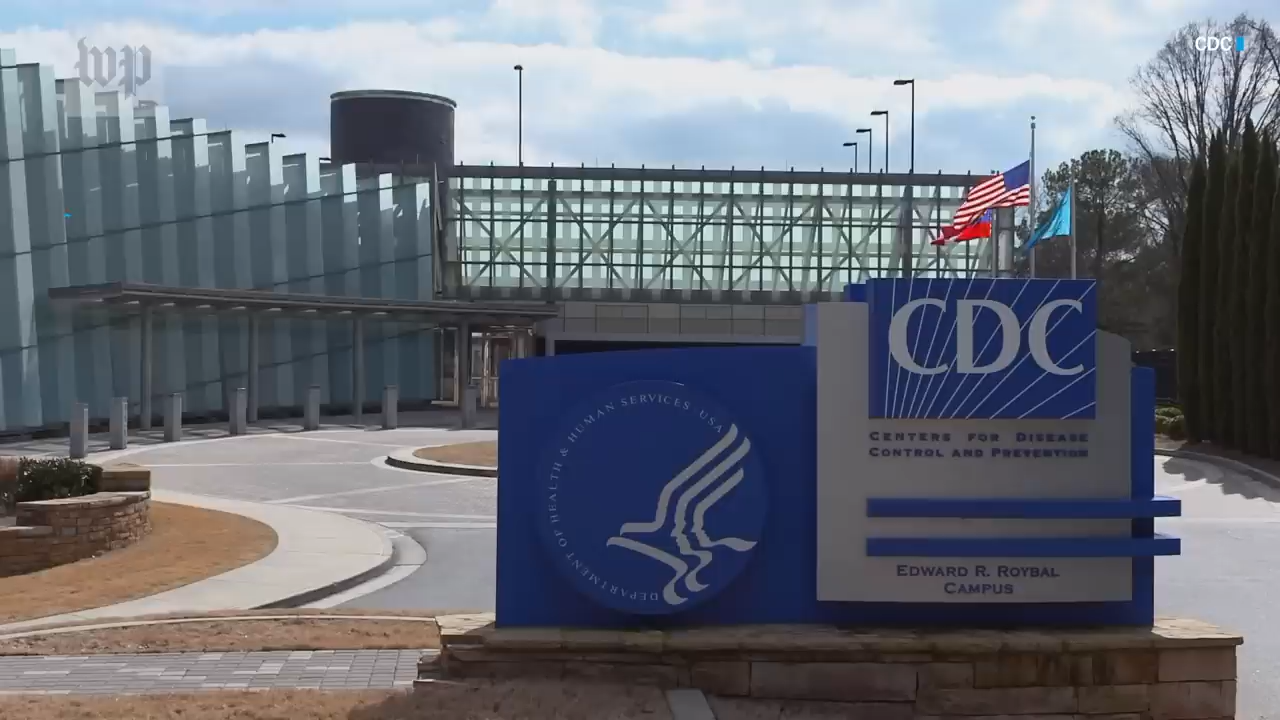 wp
CDC
CDC
CENTERS FOR DISEASE
CONTROL AND PREVENTION
DEPARTMENT OF HEALTH & HUMAN SERVICES · USA
EDWARD R. ROYBAL
CAMPUS